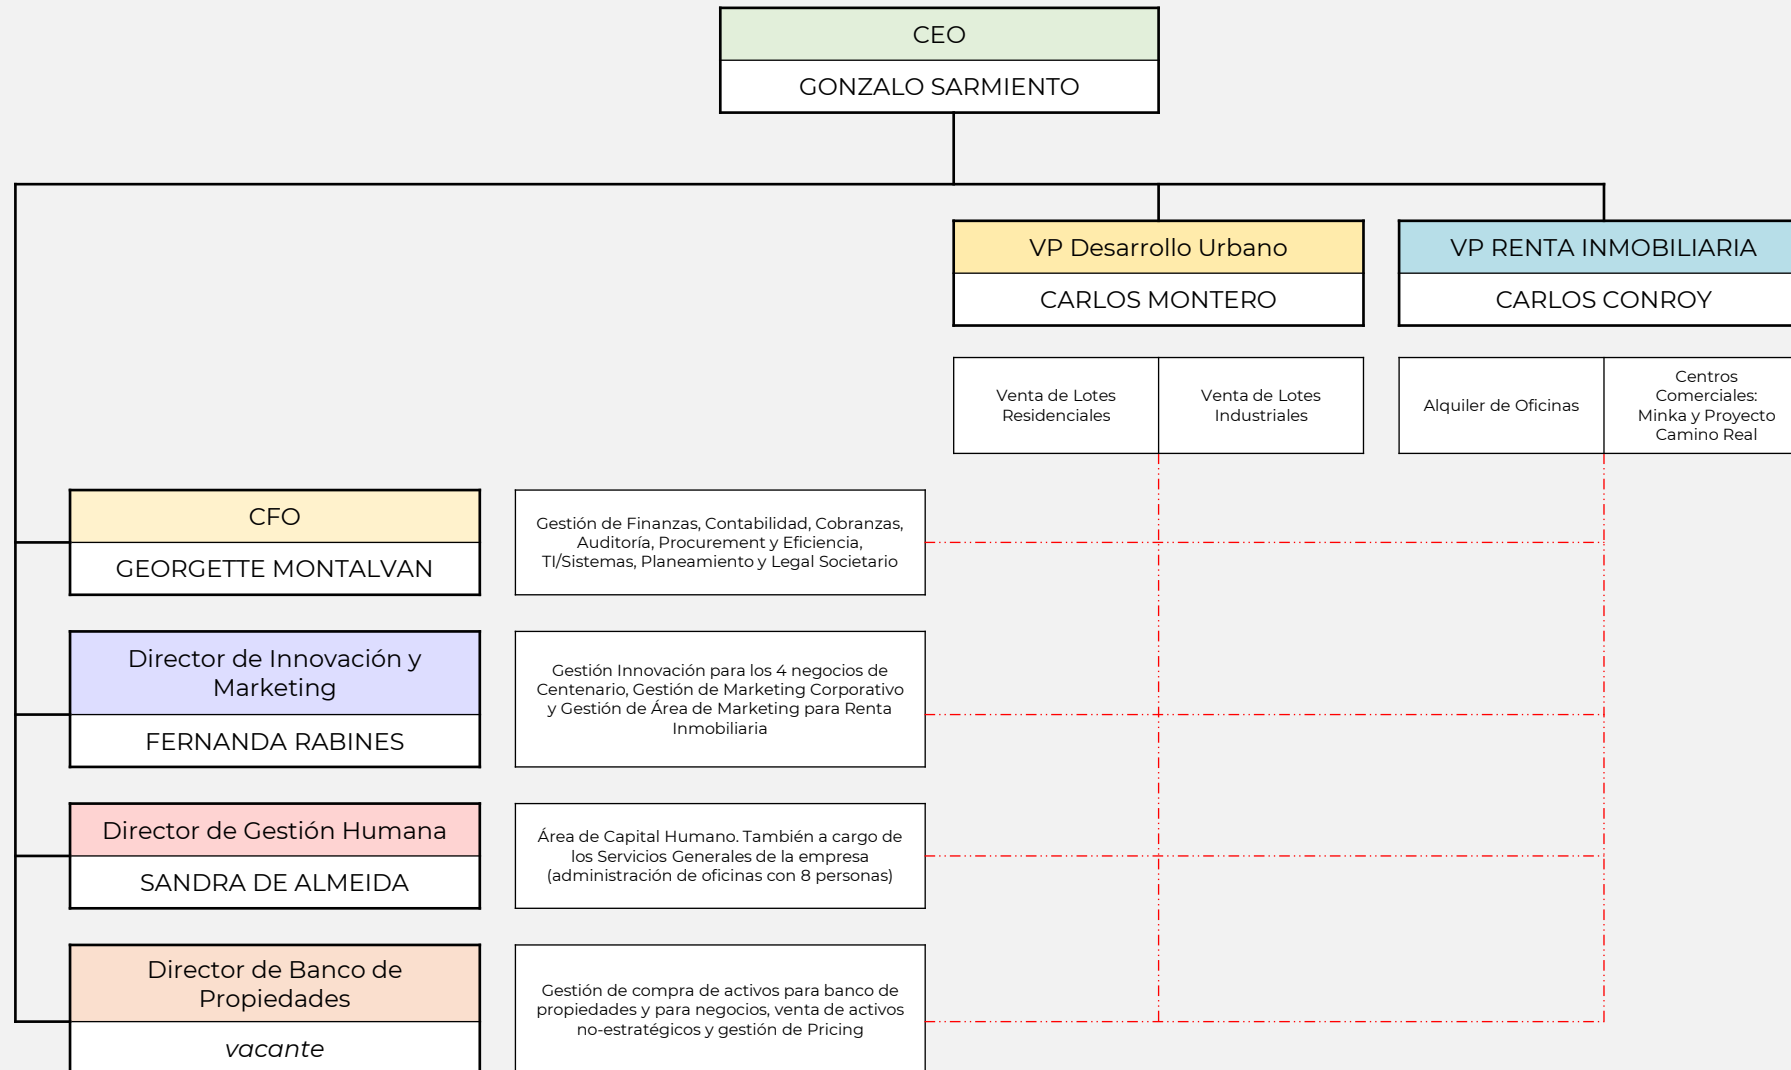 CEO
GONZALO SARMIENTO
VP Desarrollo Urbano
CARLOS MONTERO
VP RENTA INMOBILIARIA
CARLOS CONROY
Venta de Lotes
Residenciales
Venta de Lotes
Industriales
Alquiler de Oficinas
Centros
Comerciales:
Minka y Proyecto
Camino Real
CFO
GEORGETTE MONTALVAN
Gestión de Finanzas, Contabilidad, Cobranzas,
Auditoría, Procurement y Eficiencia,
TI/Sistemas, Planeamiento y Legal Societario
Director de Innovación y
Marketing
FERNANDA RABINES
Gestión Innovación para los 4 negocios de
Centenario, Gestión de Marketing Corporativo
y Gestión de Área de Marketing para Renta
Inmobiliaria
Director de Gestión Humana
SANDRA DE ALMEIDA
Área de Capital Humano. También a cargo de
los Servicios Generales de la empresa
(administración de oficinas con 8 personas)
Director de Banco de
Propiedades
vacante
Gestión de compra de activos para banco de
propiedades y para negocios, venta de activos
no-estratégicos y gestión de Pricing